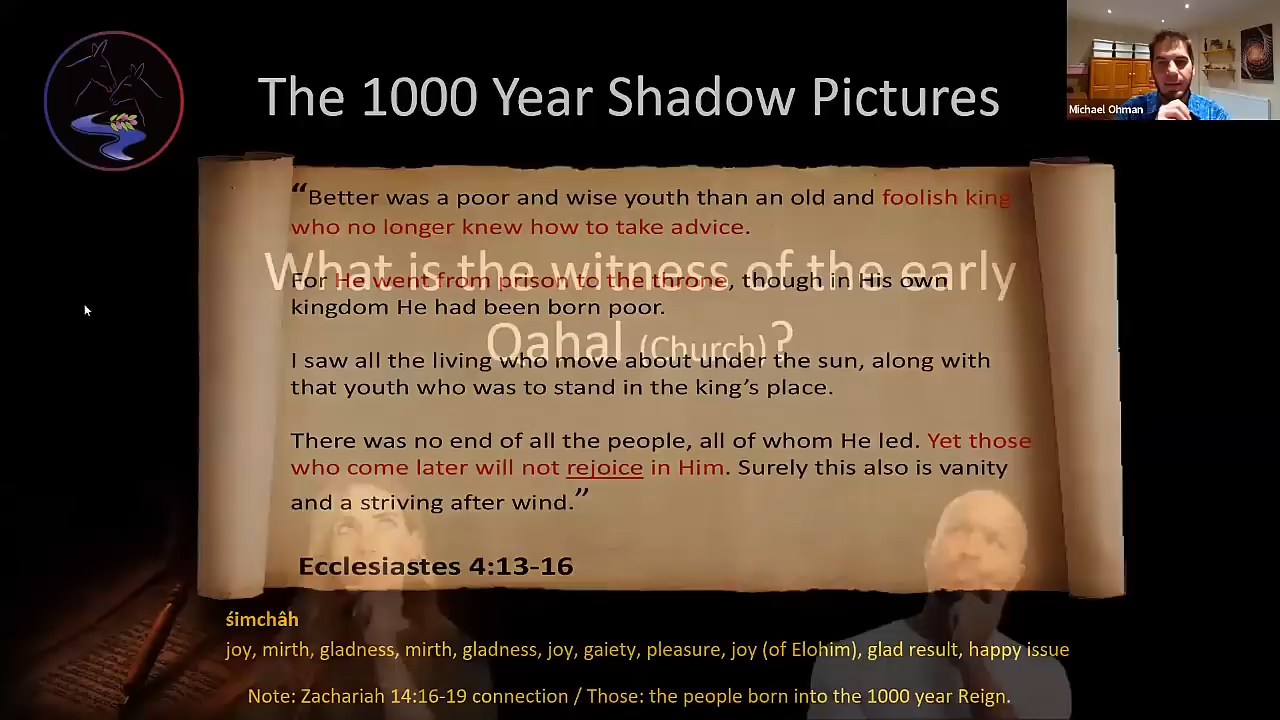 The 1000 Year Shadow Pictures
Michael Ohman
“Better was a poor and wise youth than an old and foolish king
who no longer knew how to take advice.
What is the witness of the early
For He went from prison to the throne, though in His own
kingdom He had been born poor.
Qahal (Church)?
I saw all the living who move about under the sun, along with
that youth who was to stand in the king’s place.
There was no end of all the people, all of whom He led. Yet those
who come later will not rejoice in Him. Surely this also is vanity
and a striving after wind.”
Ecclesiastes 4:13-16
śimchâh
joy, mirth, gladness, mirth, gladness, joy, gaiety, pleasure, joy (of Elohim), glad result, happy issue
Note: Zachariah 14:16-19 connection / Those: the people born into the 1000 year Reign.